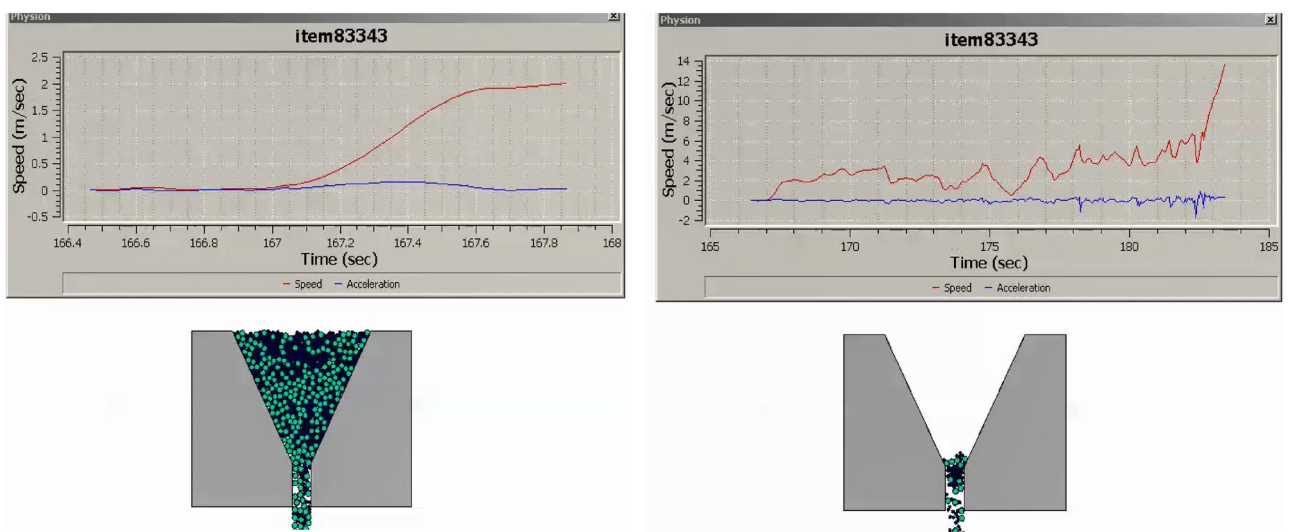 Physion
item83343
Speed (m/sec)
2.5
2
1.5
1
0.5
0
-0.5
166.4 166.6 166.8 167 167.2 167.4 167.6 167.8 168
Time (sec)
Speed Acceleration
Physion
item83343
Speed (m/sec)
14
12
10
8
6
4
2
0
-2
165 170 175 180 185
Time (sec)
Speed Acceleration